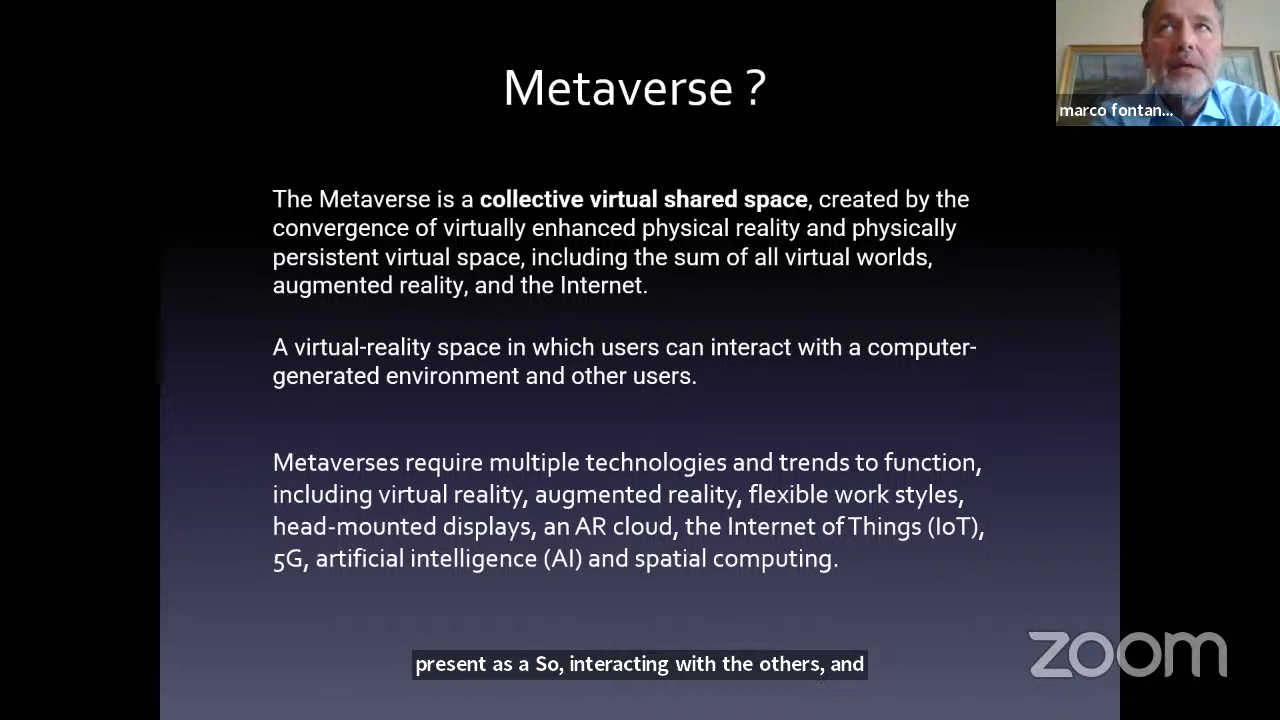 Metaverse ?
marco fontan...
The Metaverse is a collective virtual shared space, created by the
convergence of virtually enhanced physical reality and physically
persistent virtual space, including the sum of all virtual worlds,
augmented reality, and the Internet.
A virtual-reality space in which users can interact with a computer-
generated environment and other users.
Metaverses require multiple technologies and trends to function,
including virtual reality, augmented reality, flexible work styles,
head-mounted displays, an AR cloud, the Internet of Things (IoT),
5G, artificial intelligence (AI) and spatial computing.
present as a So, interacting with the others, and
zoom